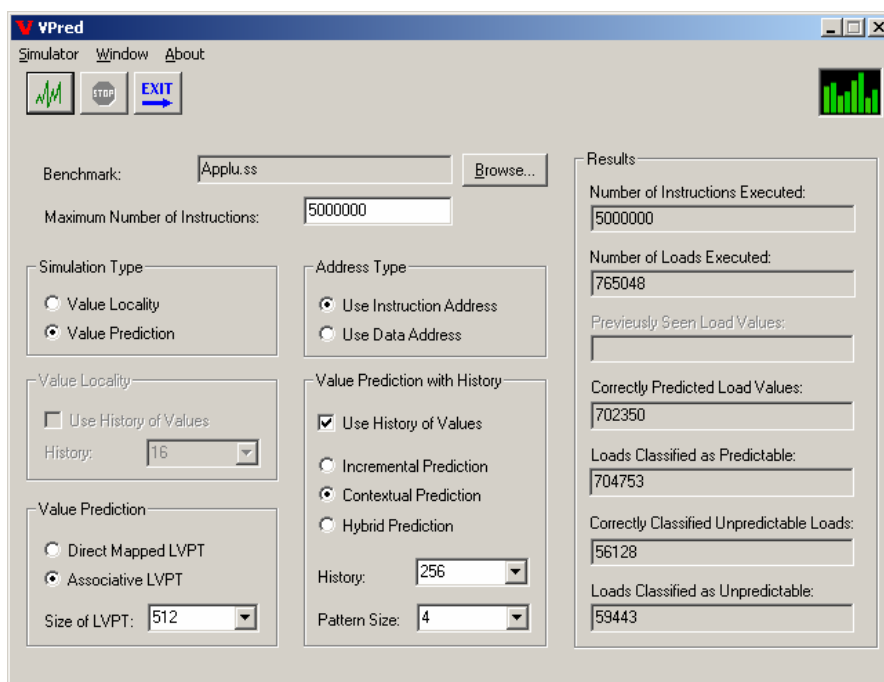 VPred
Simulator Window About
STOP
EXIT
Benchmark: Applu.ss Browse...
Maximum Number of Instructions: 5000000
Simulation Type
Value Locality
Value Prediction
Address Type
Use Instruction Address
Use Data Address
Value Locality
Use History of Values
History: 16
Value Prediction with History
Use History of Values
Incremental Prediction
Contextual Prediction
Hybrid Prediction
History: 256
Pattern Size: 4
Value Prediction
Direct Mapped LVPT
Associative LVPT
Size of LVPT: 512
Results
Number of Instructions Executed:
5000000
Number of Loads Executed:
765048
Previeusly Seen Load Values:
Correctly Predicted Load Values:
702350
Loads Classified as Predictable:
704753
Correctly Classified Unpredictable Loads:
56128
Loads Classified as Unpredictable:
59443